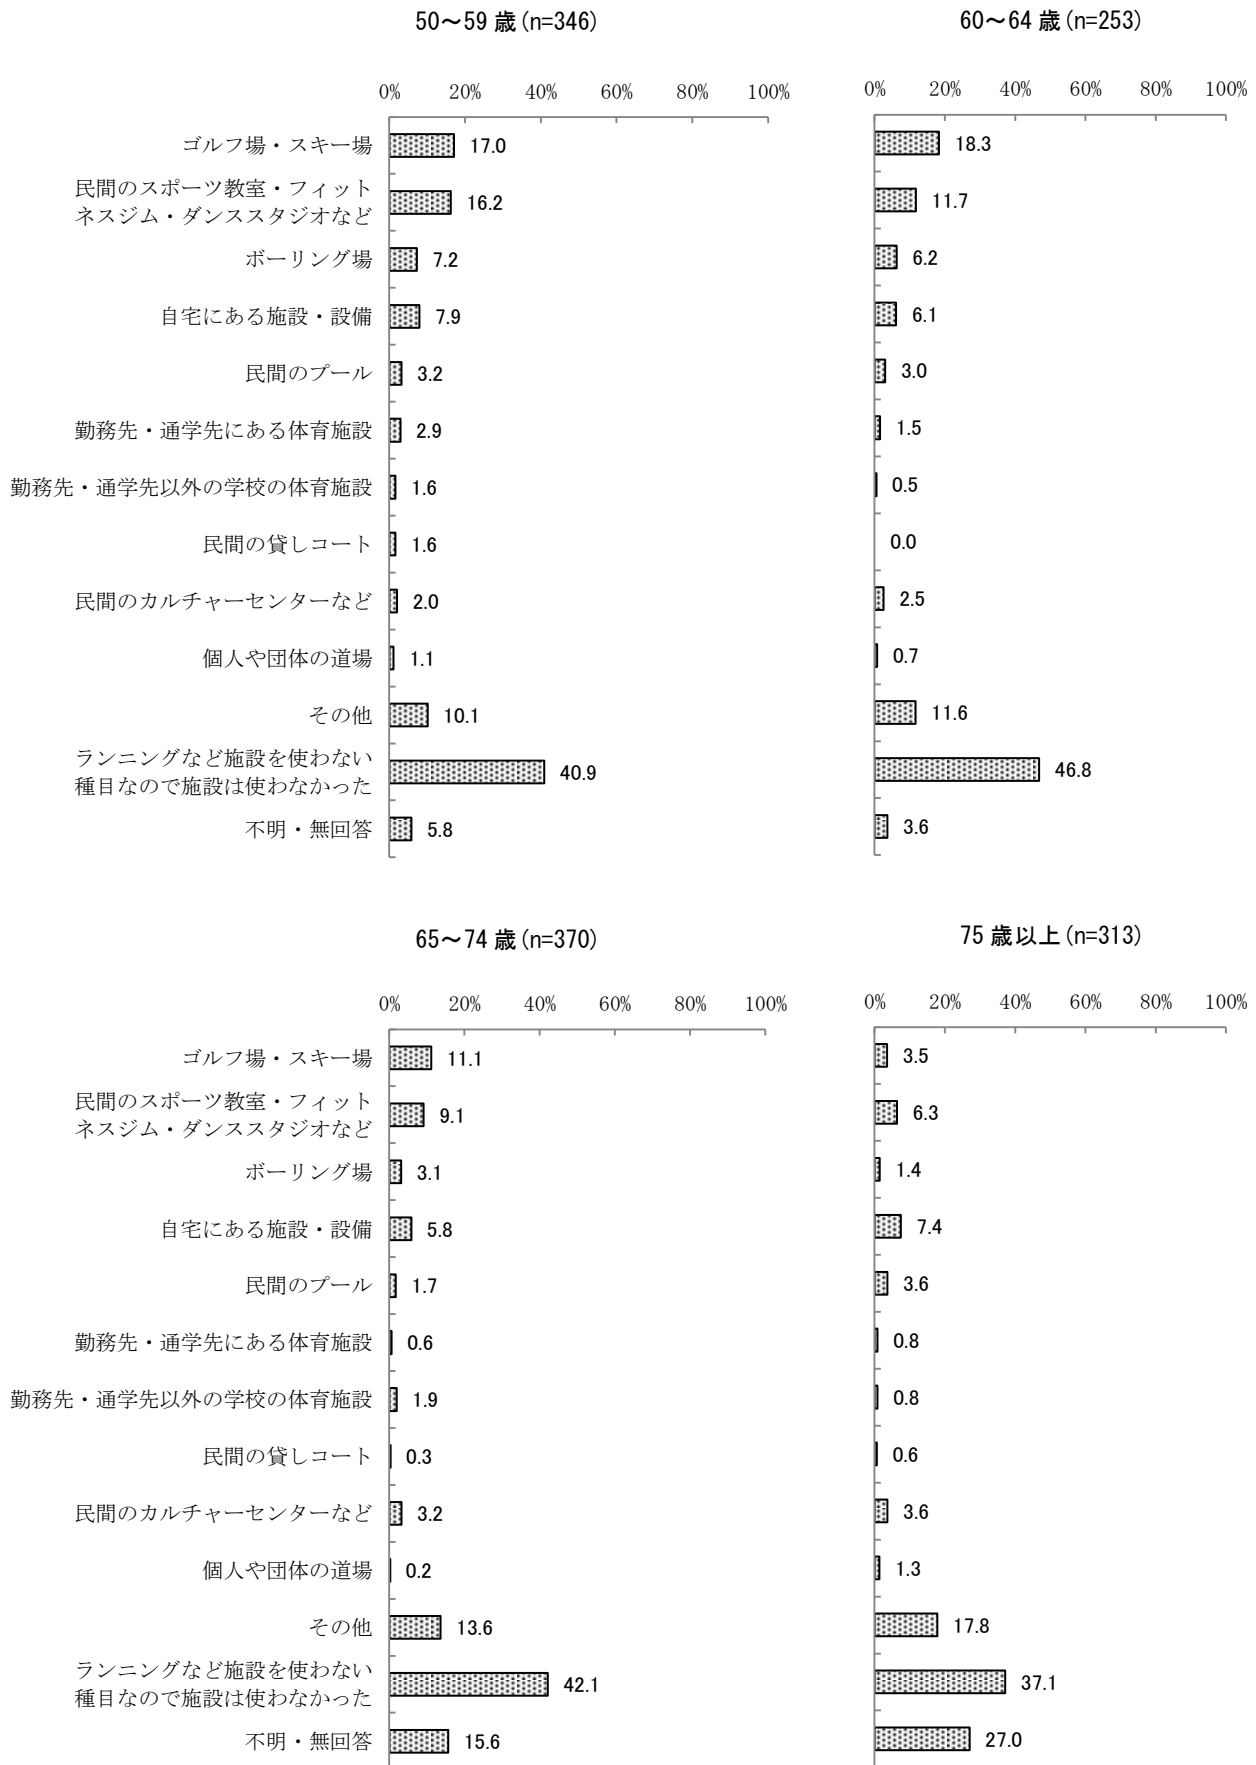 50～59 歳 (n=346)
0% 20% 40% 60% 80% 100%
ゴルフ場・スキー場 17.0
民間のスポーツ教室・フィット
ネスジム・ダンススタジオなど 16.2
ボーリング場 7.2
自宅にある施設・設備 7.9
民間のプール 3.2
勤務先・通学先にある体育施設 2.9
勤務先・通学先以外の学校の体育施設 1.6
民間の貸しコート 1.6
民間のカルチャーセンターなど 2.0
個人や団体の道場 1.1
その他 10.1
ランニングなど施設を使わない
種目なので施設は使わなかった 40.9
不明・無回答 5.8
60～64 歳 (n=253)
0% 20% 40% 60% 80% 100%
18.3
11.7
6.2
6.1
3.0
1.5
0.5
0.0
2.5
0.7
11.6
46.8
3.6
65～74 歳 (n=370)
0% 20% 40% 60% 80% 100%
ゴルフ場・スキー場 11.1
民間のスポーツ教室・フィット
ネスジム・ダンススタジオなど 9.1
ボーリング場 3.1
自宅にある施設・設備 5.8
民間のプール 1.7
勤務先・通学先にある体育施設 0.6
勤務先・通学先以外の学校の体育施設 1.9
民間の貸しコート 0.3
民間のカルチャーセンターなど 3.2
個人や団体の道場 0.2
その他 13.6
ランニングなど施設を使わない
種目なので施設は使わなかった 42.1
不明・無回答 15.6
75 歳以上 (n=313)
0% 20% 40% 60% 80% 100%
3.5
6.3
1.4
7.4
3.6
0.8
0.8
0.6
3.6
1.3
17.8
37.1
27.0